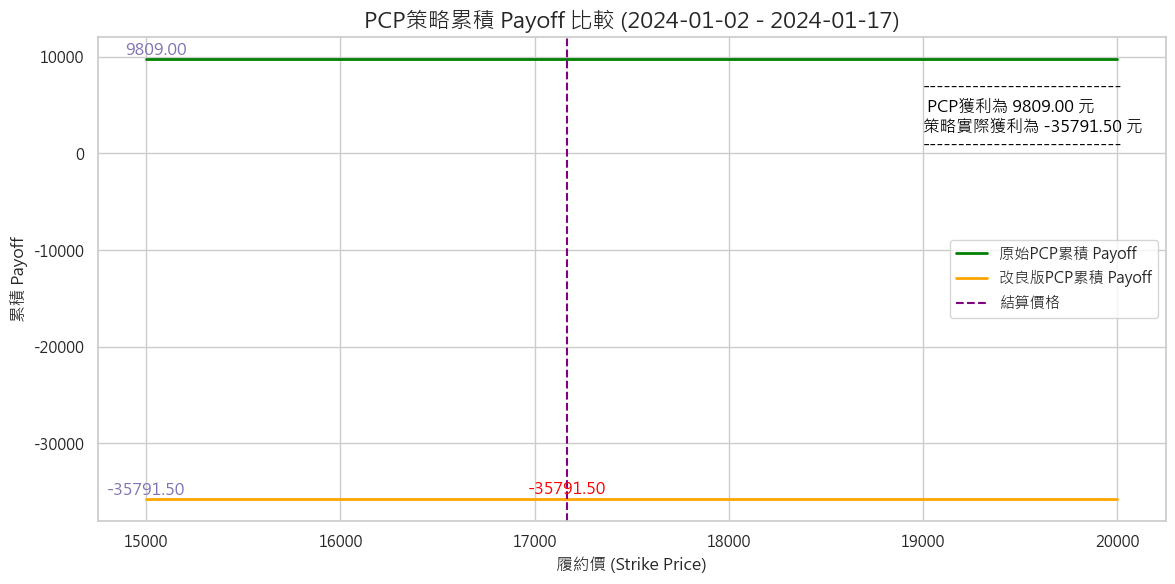 PCP策略累積 Payoff 比較 (2024-01-02 - 2024-01-17)
10000
0
-10000
-20000
-30000
累積 Payoff
9809.00
PCP獲利為 9809.00 元
策略實際獲利為 -35791.50 元
原始PCP累積 Payoff
改良版PCP累積 Payoff
結算價格
-35791.50
-35791.50
15000
16000
17000
18000
19000
20000
履約價 (Strike Price)